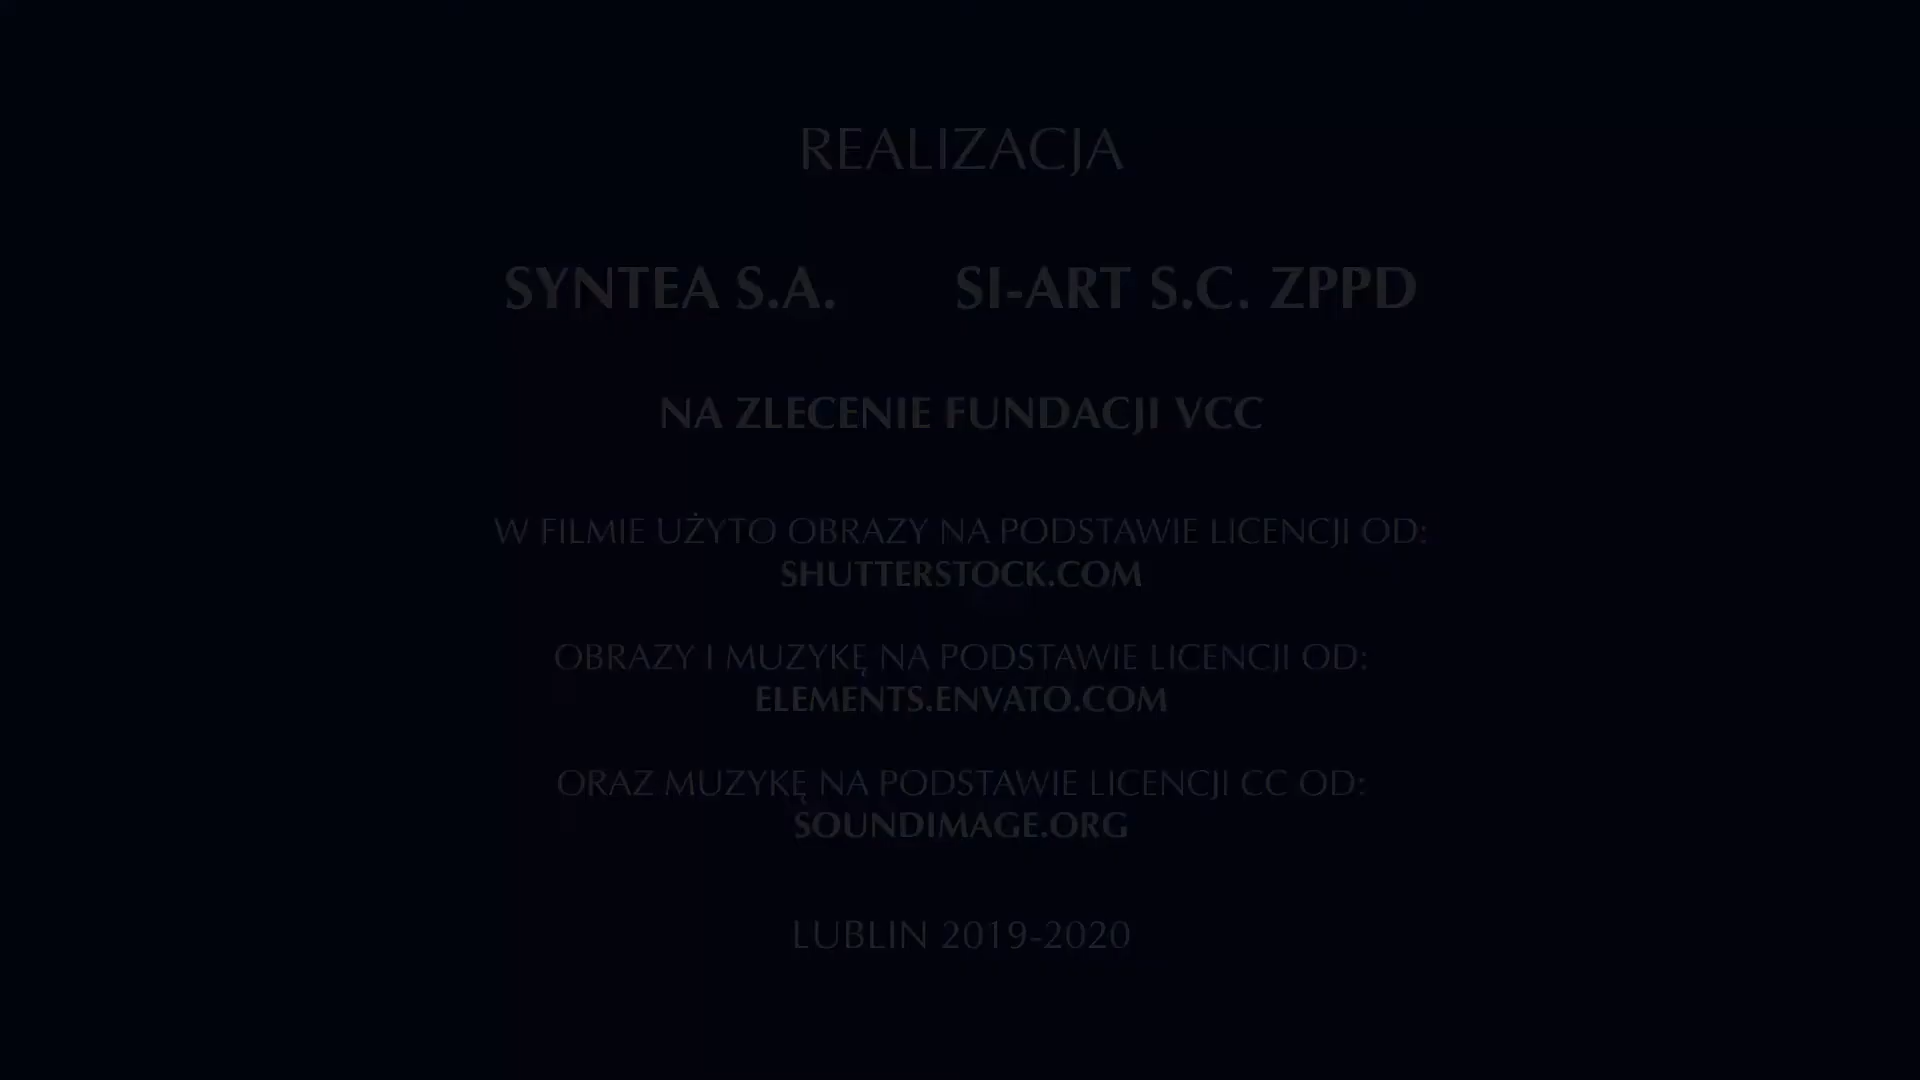 REALIZACJA
SYNTEA S.A. SI-ART S.C. ZPPD
NA ZLECENIE FUNDACJI VCC
W FILMIE UŻYTO OBRAZY NA PODSTAWIE LICENCJI OD:
SHUTTERSTOCK.COM
OBRAZY I MUZYKĘ NA PODSTAWIE LICENCJI OD:
ELEMENTS.ENVATO.COM
ORAZ MUZYKĘ NA PODSTAWIE LICENCJI CC OD:
SOUNDIMAGE.ORG
LUBLIN 2019-2020